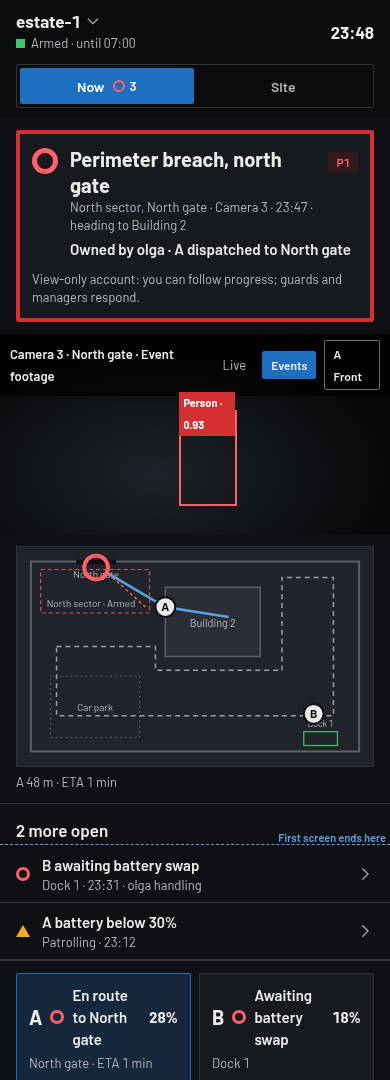 estate-1
23:48
Armed · until 07:00
Now 3
Site
Perimeter breach, north
gate
P1
North sector, North gate · Camera 3 · 23:47 ·
heading to Building 2
Owned by olga · A dispatched to North gate
View-only account: you can follow progress; guards and
managers respond.
Camera 3 · North gate · Event
footage
Live
Events
A
Front
Person ·
0.93
North gate
North sector · Armed
A
Building 2
Car park
B
Dock 1
A 48 m · ETA 1 min
2 more open
First screen ends here
B awaiting battery swap
Dock 1 · 23:31 · olga handling
A battery below 30%
Patrolling · 23:12
A
En route
to North
gate
28%
North gate · ETA 1 min
B
Awaiting
battery
swap
18%
Dock 1